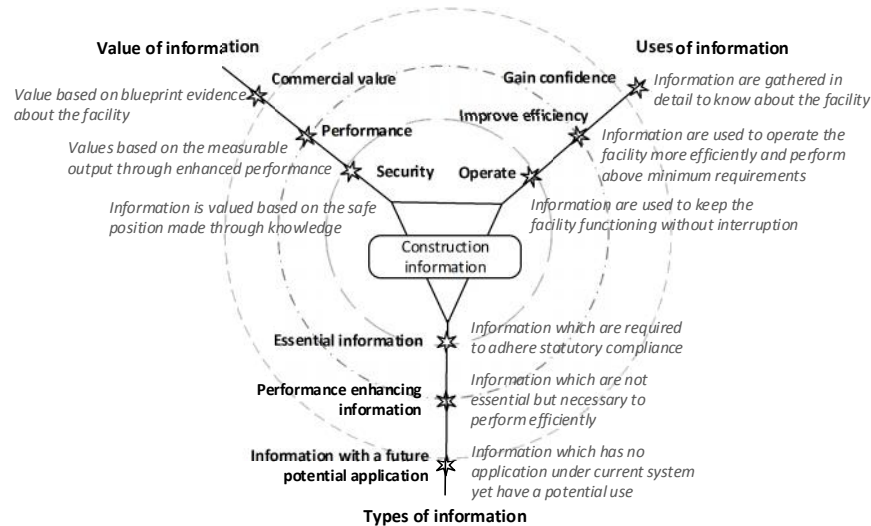 Value of information
Uses of information
Commercial value
Gain confidence
Value based on blueprint evidence
about the facility
Information are gathered in
detail to know about the facility
Performance
Improve efficiency
Values based on the measurable
output through enhanced performance
Information are used to operate the
facility more efficiently and perform
above minimum requirements
Security
Operate
Information is valued based on the safe
position made through knowledge
Information are used to keep the
facility functioning without interruption
Construction
information
Essential information
Information which are required
to adhere statutory compliance
Performance enhancing
information
Information which are not
essential but necessary to
perform efficiently
Information with a future
potential application
Information which has no
application under current system
yet have a potential use
Types of information